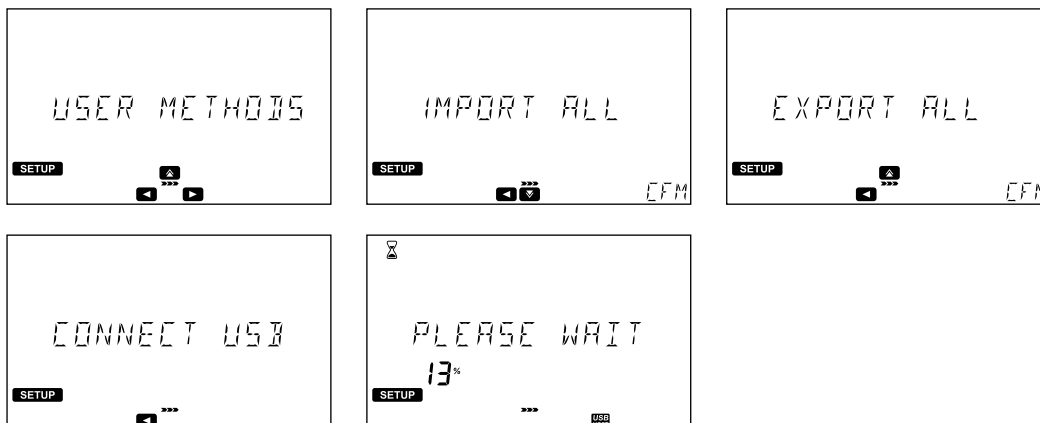 USER METHODS
SETUP
IMPORT ALL
SETUP
CFM
EXPORT ALL
SETUP
CFM
CONNECT USB
SETUP
PLEASE WAIT
13%
SETUP
USB